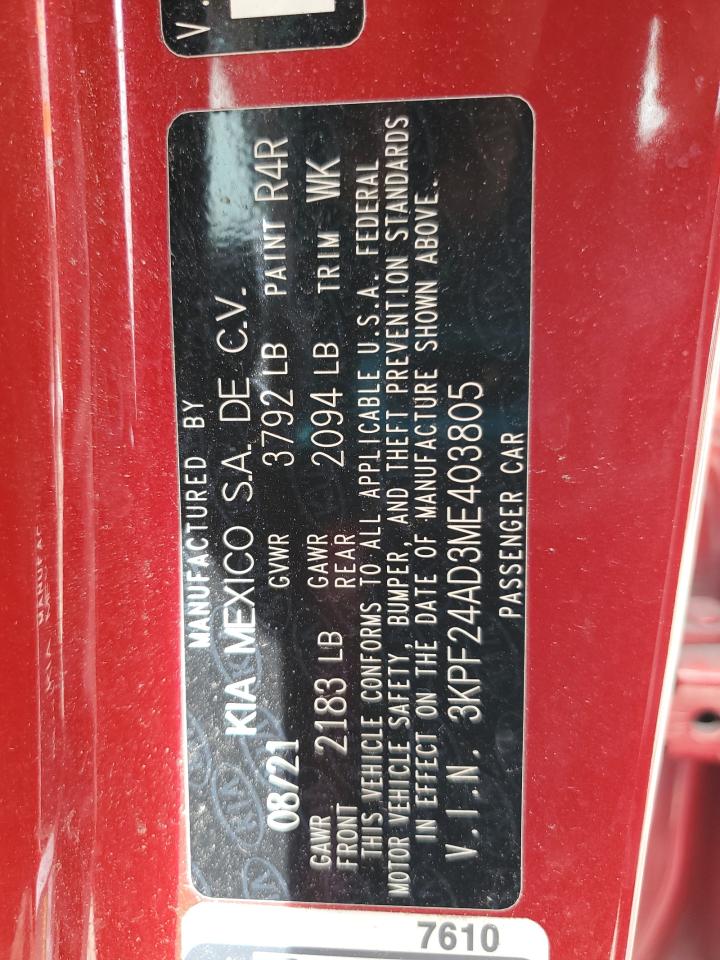 MANUFACTURED BY
KIA MEXICO S.A. DE C.V.
08/21 GVWR 3792 LB PAINT R4R
GAWR FRONT 2183 LB GAWR REAR 2094 LB TRIM WK
THIS VEHICLE CONFORMS TO ALL APPLICABLE U.S.A. FEDERAL
MOTOR VEHICLE SAFETY, BUMPER, AND THEFT PREVENTION STANDARDS
IN EFFECT ON THE DATE OF MANUFACTURE SHOWN ABOVE.
V.I.N. 3KPF24AD3ME403805
PASSENGER CAR
7610
V.
KIA